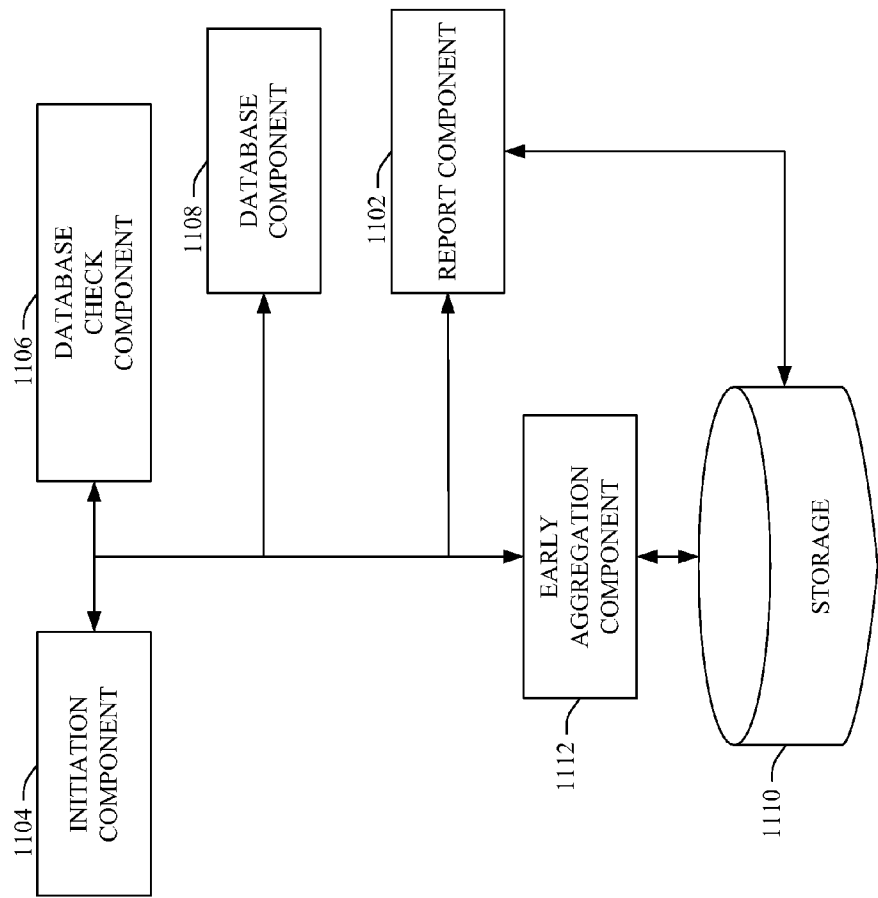 1104
INITIATION
COMPONENT
1106
DATABASE
CHECK
COMPONENT
1108
DATABASE
COMPONENT
1102
REPORT COMPONENT
1112
EARLY
AGGREGATION
COMPONENT
1110
STORAGE